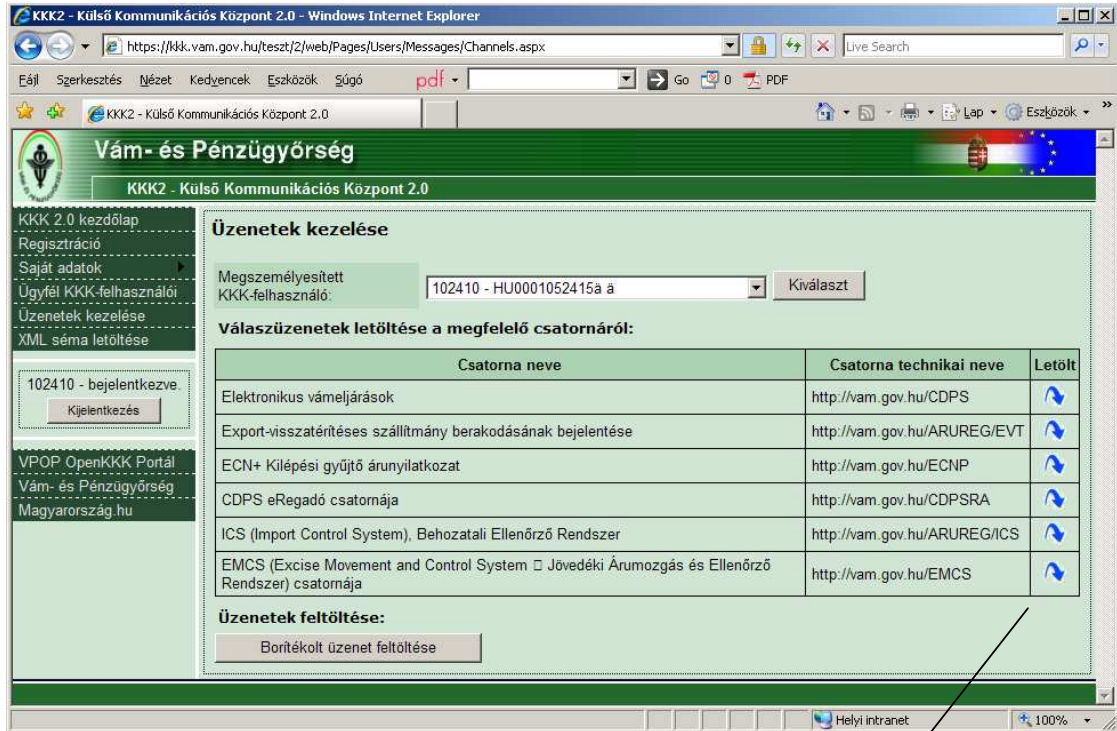 KKK2 - Külső Kommunikációs Központ 2.0 - Windows Internet Explorer
https://kkk.vam.gov.hu/teszt/2/web/Pages/Users/Messages/Channels.aspx
Live Search
Fájl Szerkesztés Nézet Kedvencek Eszközök Súgó
pdf Go 0 PDF
KKK2 - Külső Kommunikációs Központ 2.0
Lap Eszközök »
Vám- és Pénzügyőrség
KKK2 - Külső Kommunikációs Központ 2.0
KKK 2.0 kezdőlap
Regisztráció
Saját adatok
Ügyfél KKK-felhasználói
Üzenetek kezelése
XML séma letöltése
102410 - bejelentkezve.
Kijelentkezés
VPOP OpenKKK Portál
Vám- és Pénzügyőrség
Magyarország.hu
Üzenetek kezelése
Megszemélyesített
KKK-felhasználó:
102410 - HU0001052415ä ä
Kiválaszt
Válaszüzenetek letöltése a megfelelő csatornáról:
Csatorna neve Csatorna technikai neve Letölt
Elektronikus vámeljárások http://vam.gov.hu/CDPS
Export-visszatérítéses szállítmány berakodásának bejelentése http://vam.gov.hu/ARUREG/EVT
ECN+ Kilépési gyűjtő árunyilatkozat http://vam.gov.hu/ECNP
CDPS eRegadó csatornája http://vam.gov.hu/CDPSRA
ICS (Import Control System), Behozatali Ellenőrző Rendszer http://vam.gov.hu/ARUREG/ICS
EMCS (Excise Movement and Control System □ Jövedéki Árumozgás és Ellenőrző
Rendszer) csatornája http://vam.gov.hu/EMCS
Üzenetek feltöltése:
Borítékolt üzenet feltöltése
Helyi intranet 100%